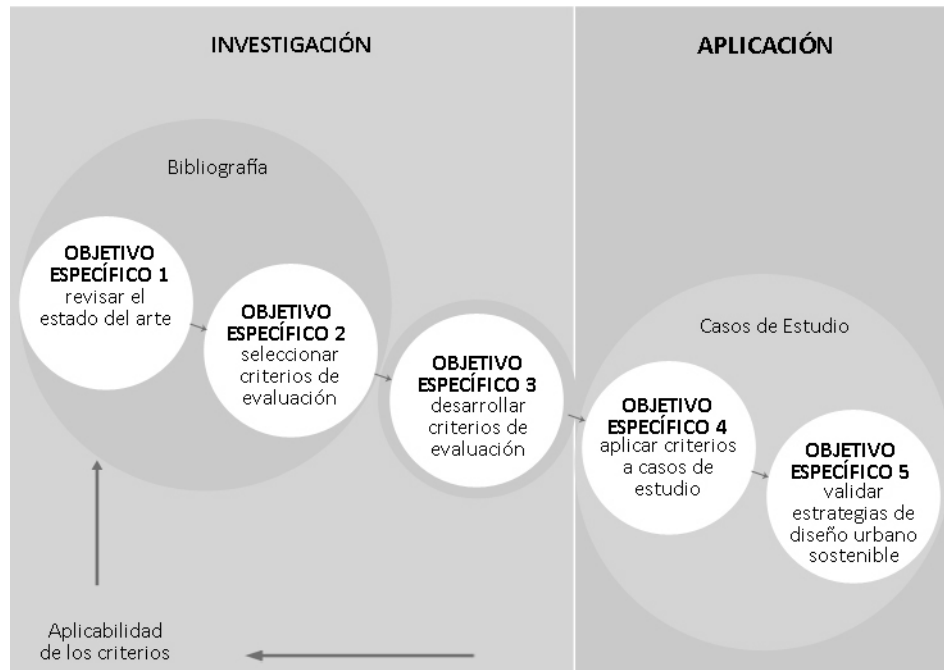 INVESTIGACIÓN
APLICACIÓN
Bibliografía
OBJETIVO
ESPECÍFICO 1
revisar el
estado del arte
OBJETIVO
ESPECÍFICO 2
seleccionar
criterios de
evaluación
OBJETIVO
ESPECÍFICO 3
desarrollar
criterios de
evaluación
Casos de Estudio
OBJETIVO
ESPECÍFICO 4
aplicar criterios
a casos de
estudio
OBJETIVO
ESPECÍFICO 5
validar
estrategias de
diseño urbano
sostenible
Aplicabilidad
de los criterios